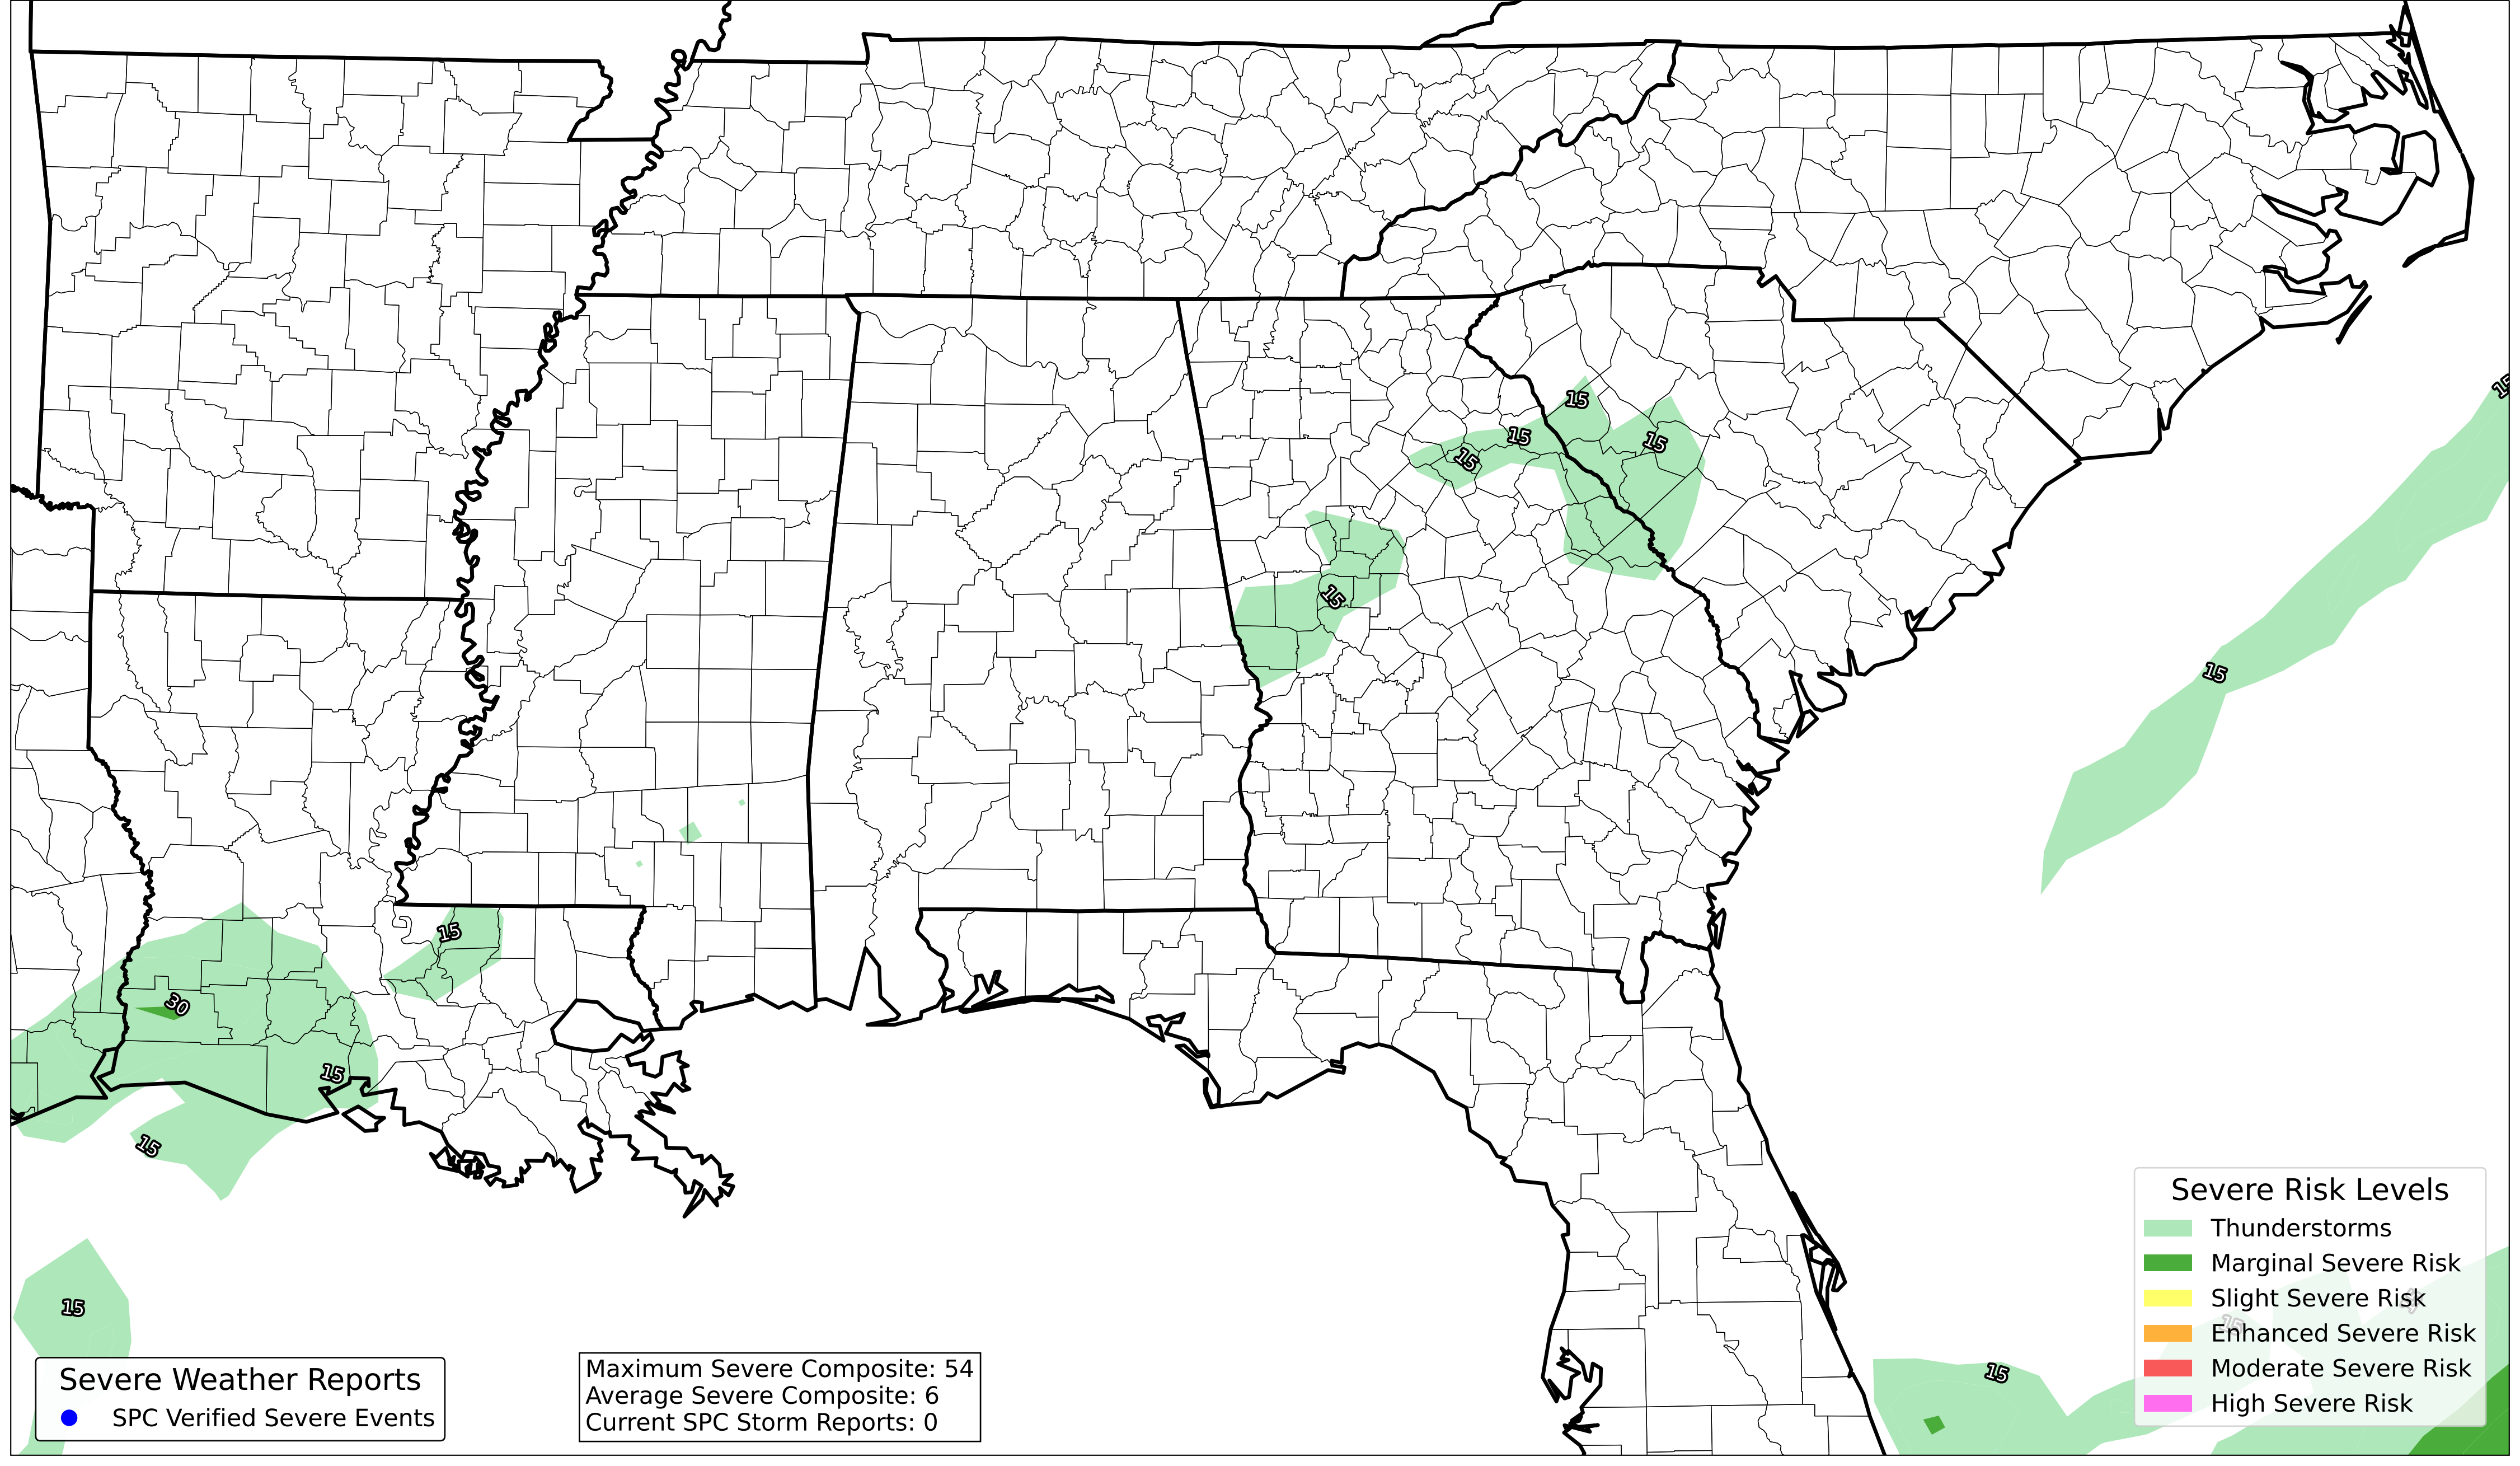 15
15
15
15
15
15
15
15
30
15
15
15
15
Severe Risk Levels
Thunderstorms
Marginal Severe Risk
Slight Severe Risk
Enhanced Severe Risk
Moderate Severe Risk
High Severe Risk
Severe Weather Reports
SPC Verified Severe Events
Maximum Severe Composite: 54
Average Severe Composite: 6
Current SPC Storm Reports: 0
15